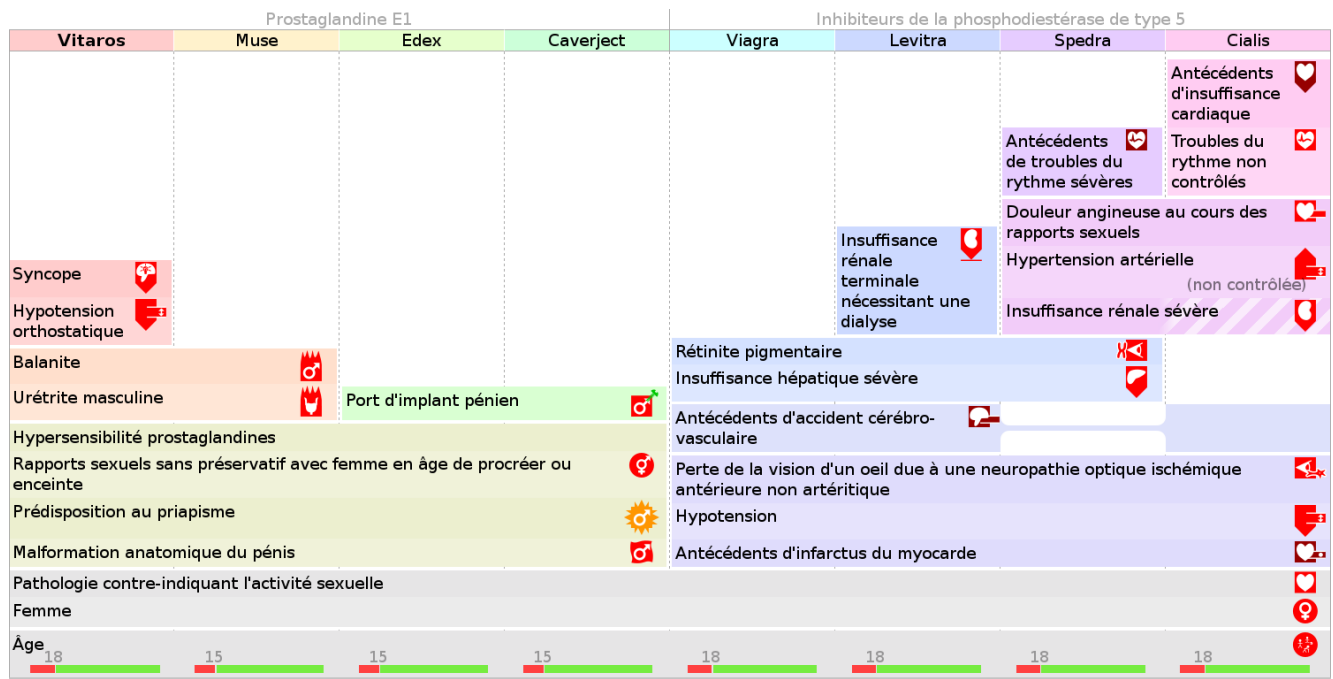 Prostaglandine E1
Inhibiteurs de la phosphodiestérase de type 5
Vitaros
Muse
Edex
Caverject
Viagra
Levitra
Spedra
Cialis
Antécédents
d'insuffisance
cardiaque
Antécédents
de troubles du
rythme sévères
Troubles du
rythme non
contrôlés
Douleur angineuse au cours des
rapports sexuels
Insuffisance
rénale
terminale
nécessitant une
dialyse
Hypertension artérielle
(non contrôlée)
Insuffisance rénale sévère
Syncope
Hypotension
orthostatique
Balanite
Urétrite masculine
Port d'implant pénien
Rétinite pigmentaire
Insuffisance hépatique sévère
Antécédents d'accident cérébro-
vasculaire
Hypersensibilité prostaglandines
Rapports sexuels sans préservatif avec femme en âge de procréer ou
enceinte
Prédisposition au priapisme
Malformation anatomique du pénis
Perte de la vision d'un oeil due à une neuropathie optique ischémique
antérieure non artéritique
Hypotension
Antécédents d'infarctus du myocarde
Pathologie contre-indiquant l'activité sexuelle
Femme
Âge
18
15
15
15
18
18
18
18